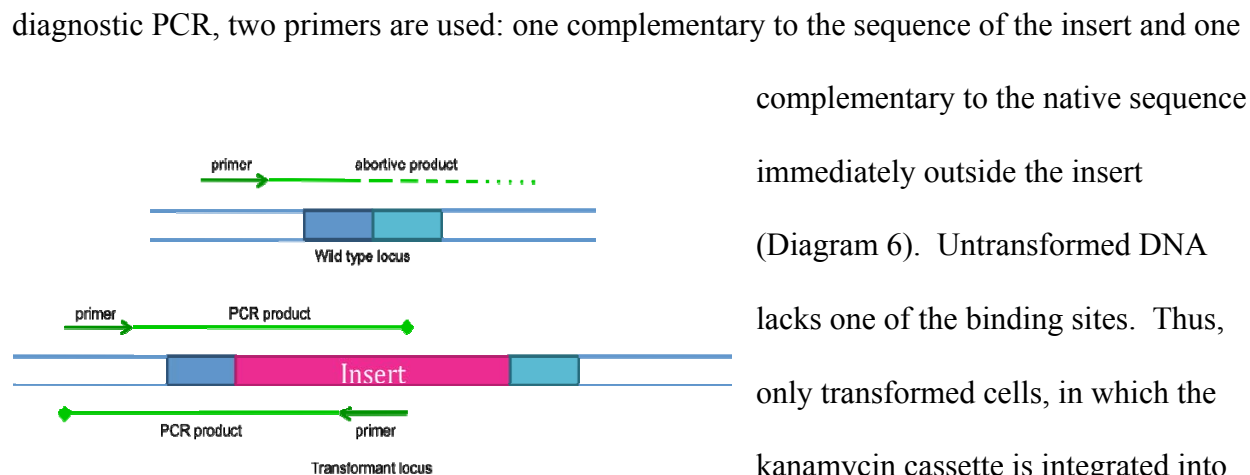 diagnostic PCR, two primers are used: one complementary to the sequence of the insert and one
complementary to the native sequence
immediately outside the insert
(Diagram 6).  Untransformed DNA
lacks one of the binding sites.  Thus,
only transformed cells, in which the
kanamycin cassette is integrated into
primer
abortive product
Wild type locus
primer
PCR product
Insert
PCR product
primer
Transformant locus